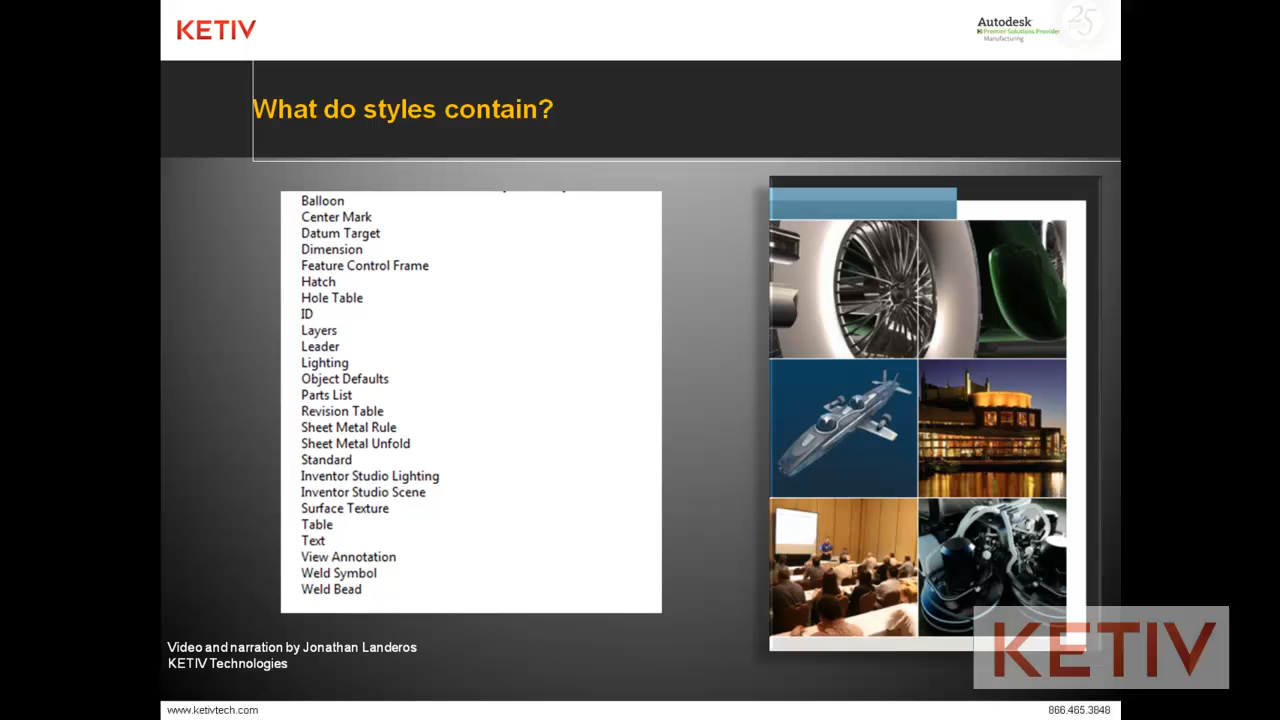 KETIV
Autodesk
Premier Solutions Provider
Manufacturing
25
What do styles contain?
Balloon
Center Mark
Datum Target
Dimension
Feature Control Frame
Hatch
Hole Table
ID
Layers
Leader
Lighting
Object Defaults
Parts List
Revision Table
Sheet Metal Rule
Sheet Metal Unfold
Standard
Inventor Studio Lighting
Inventor Studio Scene
Surface Texture
Table
Text
View Annotation
Weld Symbol
Weld Bead
Video and narration by Jonathan Landeros
KETIV Technologies
KETIV
www.ketivtech.com
866.465.3848